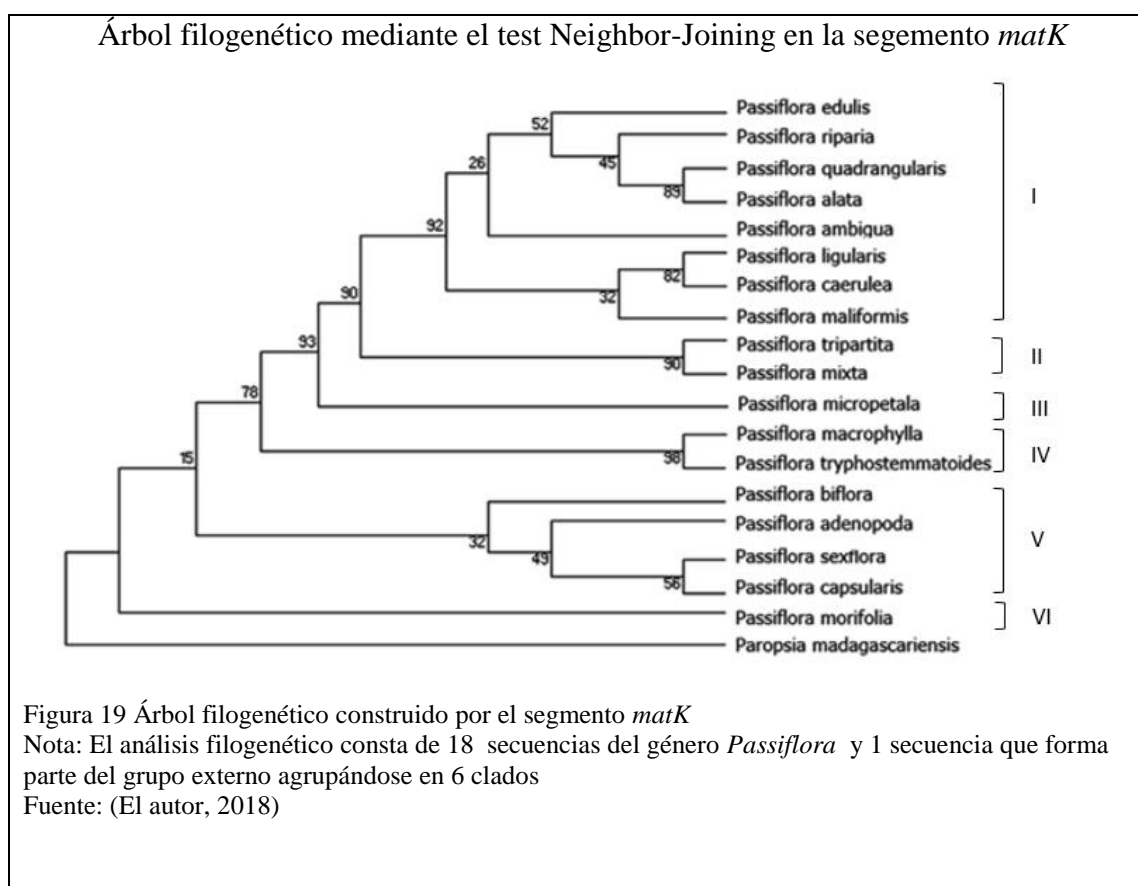 Árbol filogenético mediante el test Neighbor-Joining en la segemento matK
52
Passiflora edulis
Passiflora riparia
26
45
Passiflora quadrangularis
I
89
Passiflora alata
92
Passiflora ambigua
Passiflora ligularis
82
Passiflora caerulea
90
32
Passiflora maliformis
93
Passiflora tripartita
II
90
Passiflora mixta
78
Passiflora micropetala
III
Passiflora macrophylla
IV
15
98
Passiflora tryphostemmatoides
Passiflora biflora
Passiflora adenopoda
V
32
49
Passiflora sexflora
56
Passiflora capsularis
Passiflora morifolia
VI
Paropsia madagascariensis
Figura 19 Árbol filogenético construido por el segmento matK
Nota: El análisis filogenético consta de 18 secuencias del género Passiflora y 1 secuencia que forma
parte del grupo externo agrupándose en 6 clados
Fuente: (El autor, 2018)